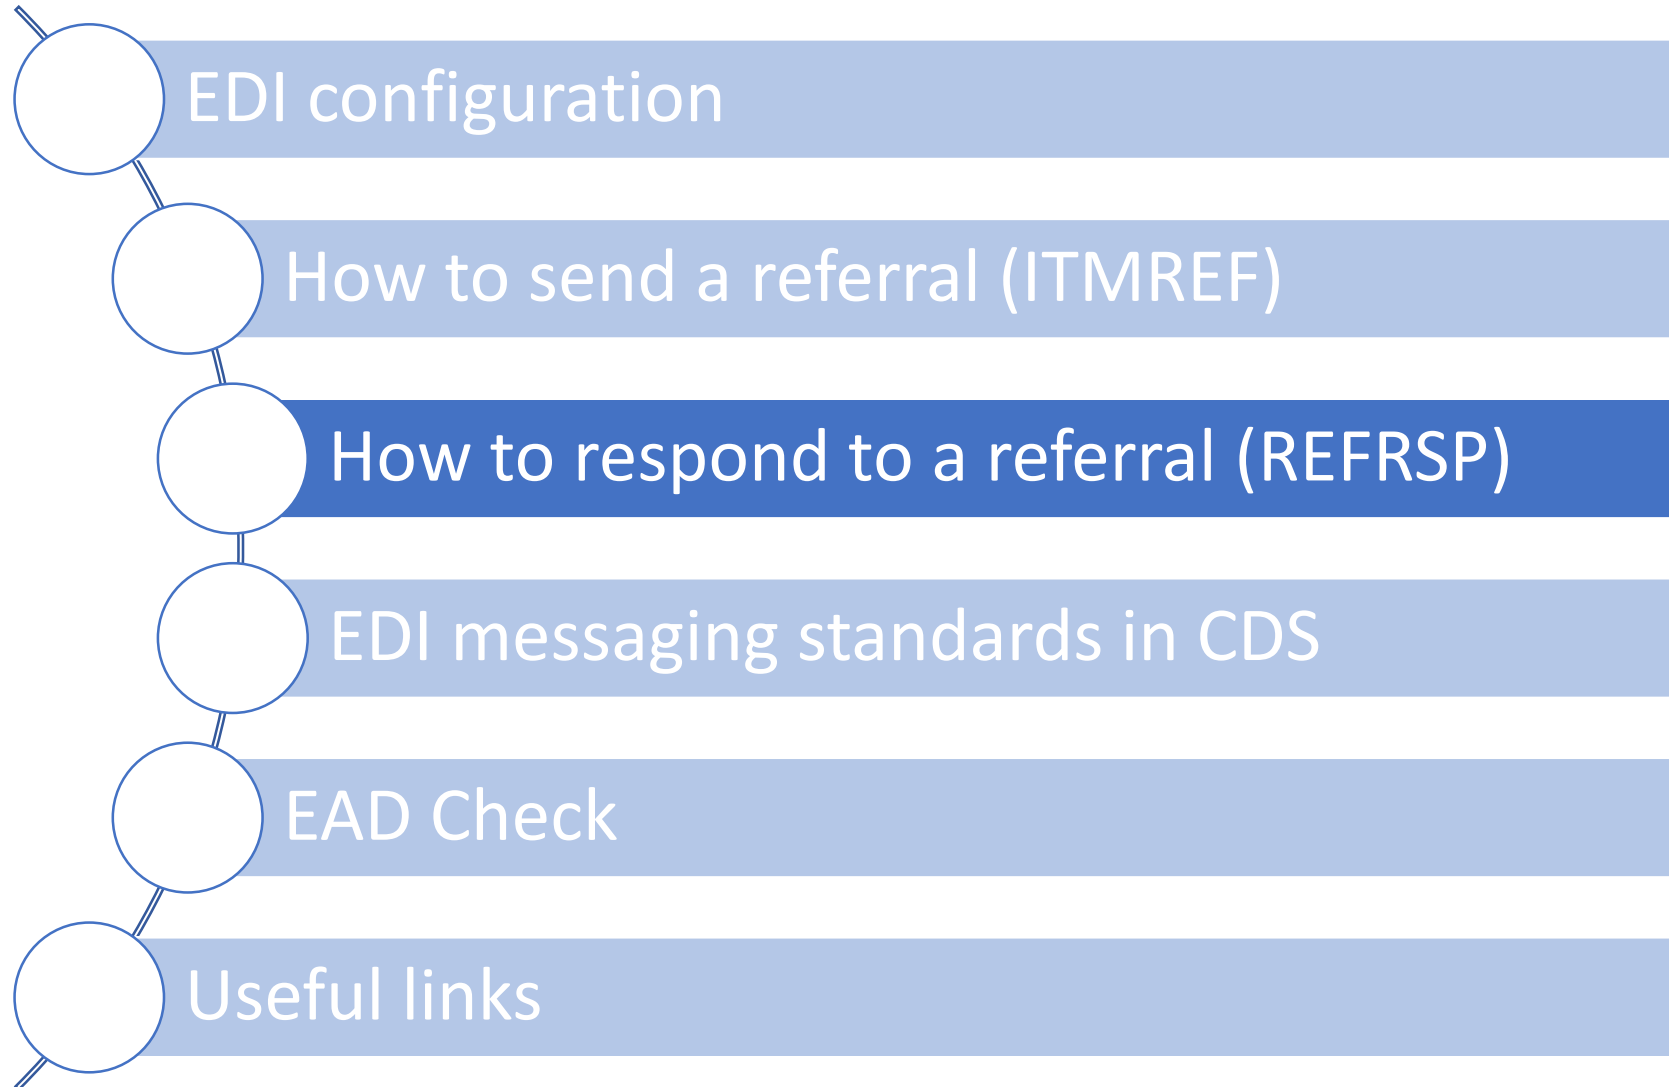 EDI configuration
How to send a referral (ITMREF)
How to respond to a referral (REFRSP)
EDI messaging standards in CDS
EAD Check
Useful links